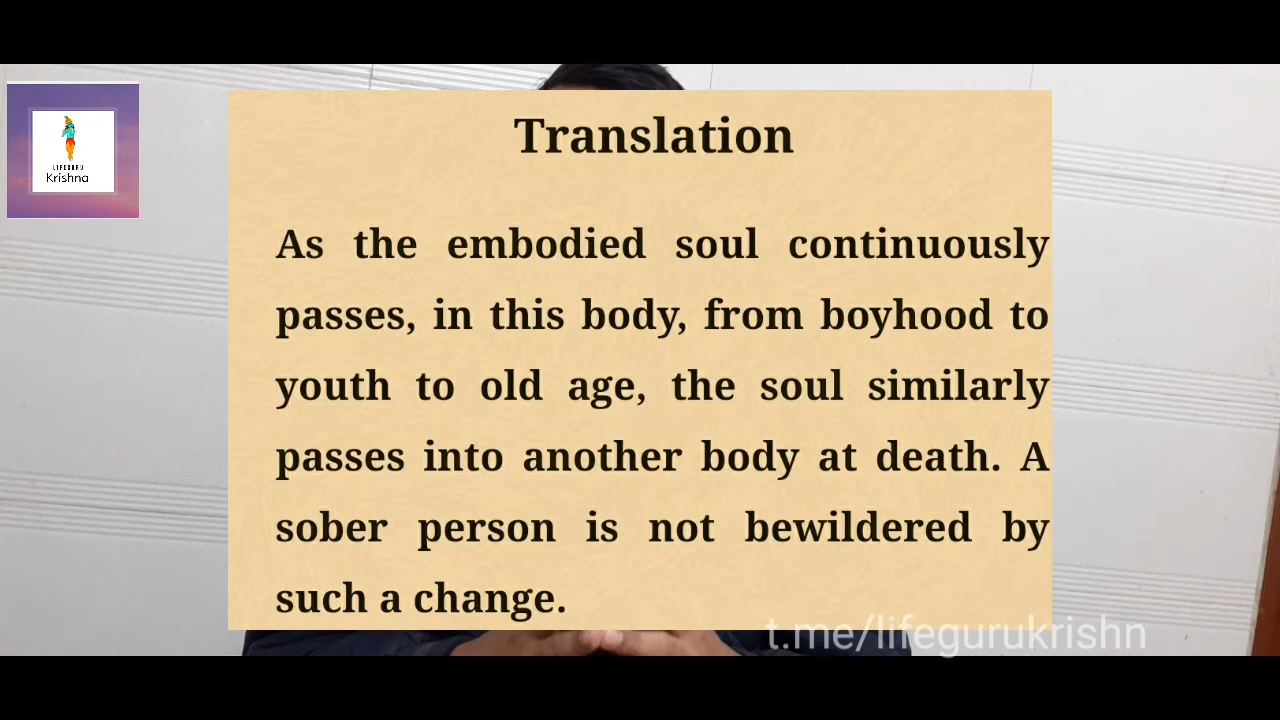 Translation
As the embodied soul continuously
passes, in this body, from boyhood to
youth to old age, the soul similarly
passes into another body at death. A
sober person is not bewildered by
such a change.
LIFEGURU
Krishna
t.me/lifegurukrishn